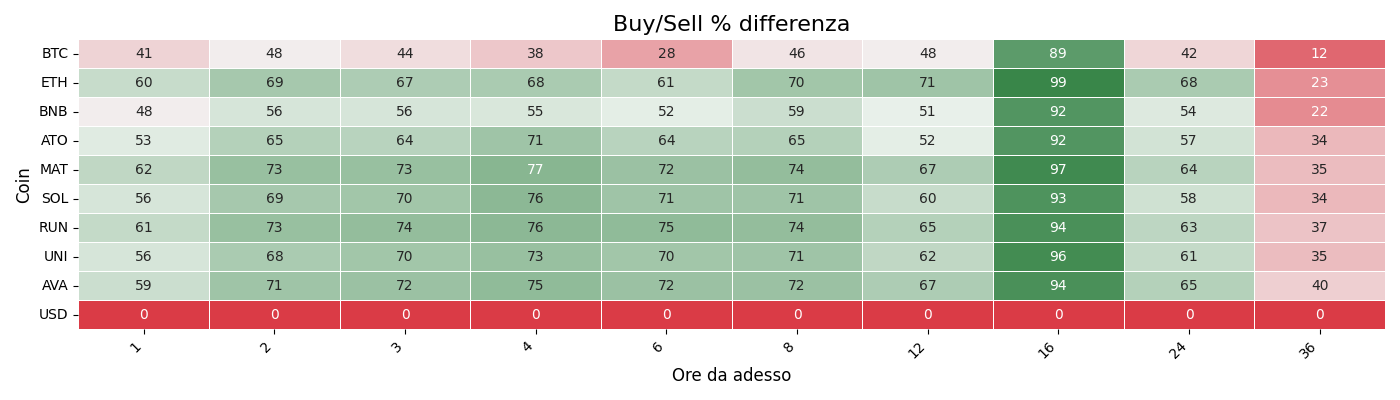 Buy/Sell % differenza
Coin
BTC 41 48 44 38 28 46 48 89 42 12
ETH 60 69 67 68 61 70 71 99 68 23
BNB 48 56 56 55 52 59 51 92 54 22
ATO 53 65 64 71 64 65 52 92 57 34
MAT 62 73 73 77 72 74 67 97 64 35
SOL 56 69 70 76 71 71 60 93 58 34
RUN 61 73 74 76 75 74 65 94 63 37
UNI 56 68 70 73 70 71 62 96 61 35
AVA 59 71 72 75 72 72 67 94 65 40
USD 0 0 0 0 0 0 0 0 0 0
1 2 3 4 6 8 12 16 24 36
Ore da adesso